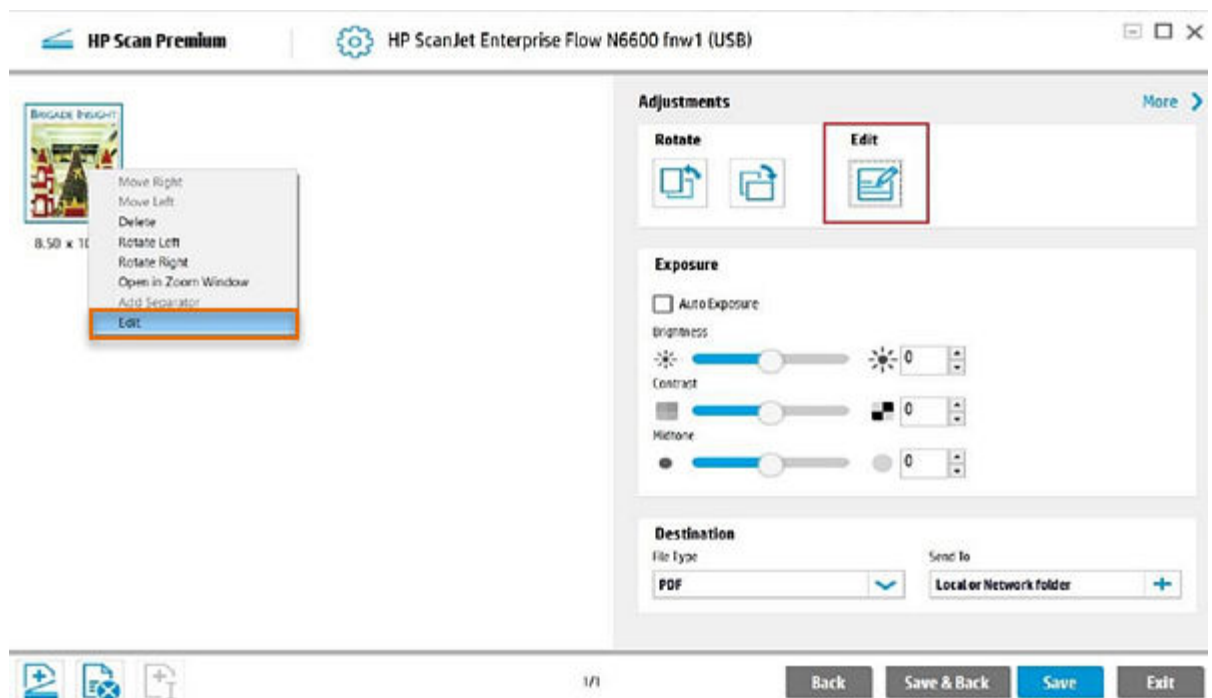 HP Scan Premium
HP ScanJet Enterprise Flow N6600 fnw1 (USB)
BRIGADE INSIGHT
8.50 x 1
Move Right
Move Left
Delete
Rotate Left
Rotate Right
Open in Zoom Window
Add Separator
Edit
Adjustments
More
Rotate
Edit
Exposure
Auto Exposure
Brightness
0
Contrast
0
Midtone
0
Destination
File Type
Send To
PDF
Local or Network folder
1/1
Back
Save & Back
Save
Exit